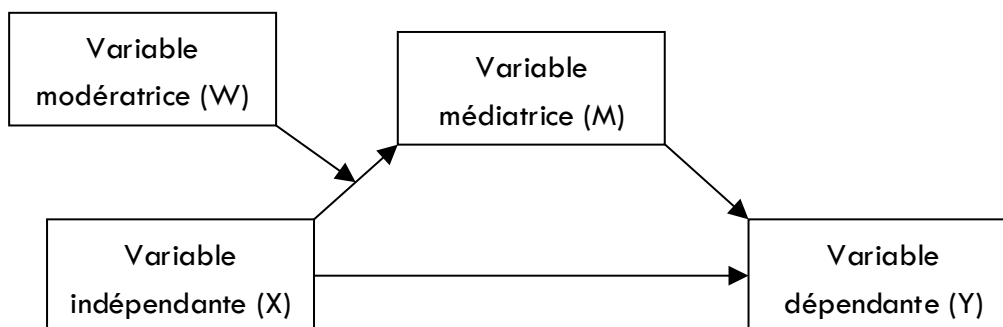 Variable
modératrice (W)
Variable
médiatrice (M)
Variable
indépendante (X)
Variable
dépendante (Y)